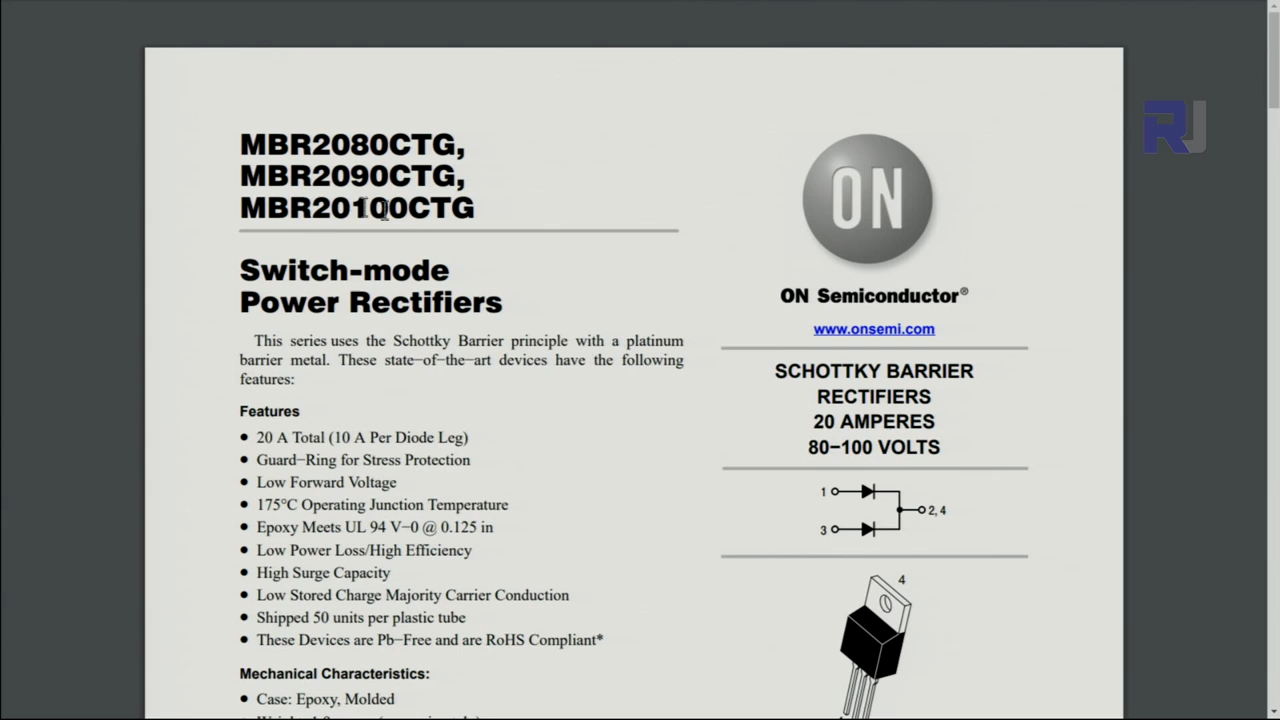 MBR2080CTG,
MBR2090CTG,
MBR20100CTG
Switch-mode
Power Rectifiers
This series uses the Schottky Barrier principle with a platinum
barrier metal. These state−of−the−art devices have the following
features:
Features
● 20 A Total (10 A Per Diode Leg)
● Guard−Ring for Stress Protection
● Low Forward Voltage
● 175°C Operating Junction Temperature
● Epoxy Meets UL 94 V−0 @ 0.125 in
● Low Power Loss/High Efficiency
● High Surge Capacity
● Low Stored Charge Majority Carrier Conduction
● Shipped 50 units per plastic tube
● These Devices are Pb−Free and are RoHS Compliant*
Mechanical Characteristics:
● Case: Epoxy, Molded
ON
ON Semiconductor®
www.onsemi.com
SCHOTTKY BARRIER
RECTIFIERS
20 AMPERES
80−100 VOLTS
1
2, 4
3
4
RJ